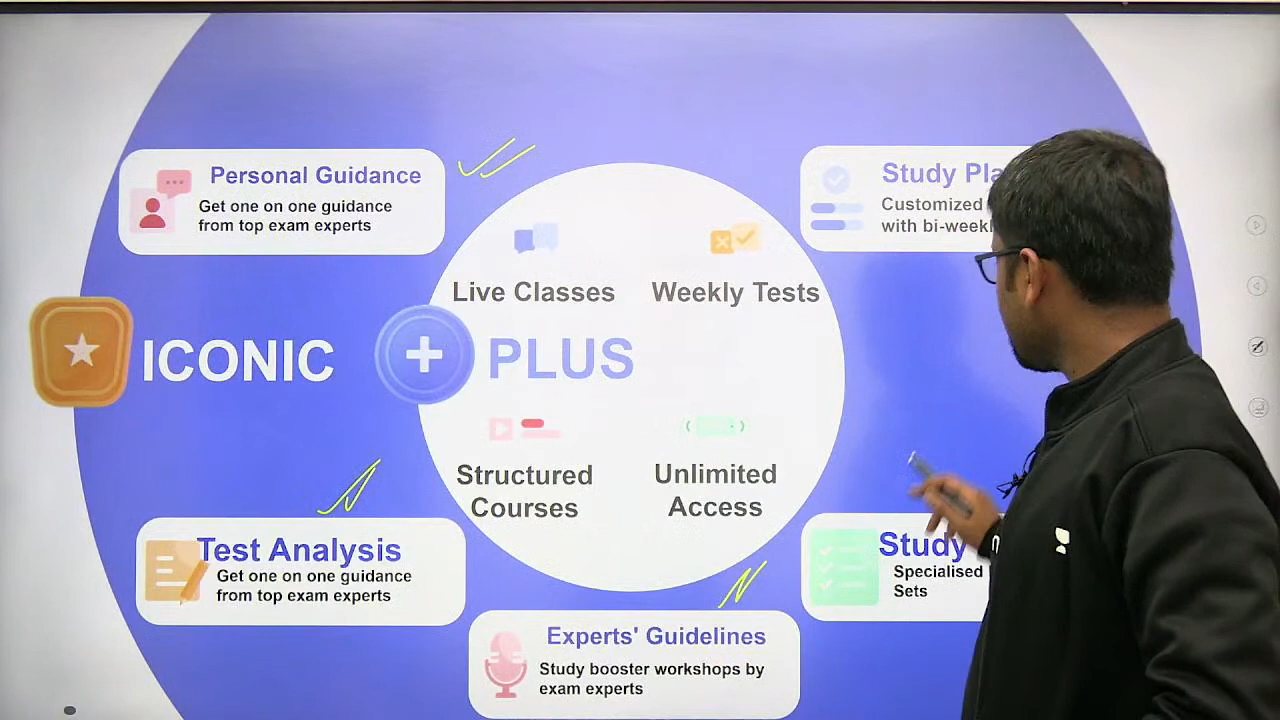 Personal Guidance
Get one on one guidance
from top exam experts
Study Pla
Customized
with bi-weekl
Live Classes
Weekly Tests
ICONIC
PLUS
Structured
Courses
Unlimited
Access
Test Analysis
Get one on one guidance
from top exam experts
Study
Specialised
Sets
Experts' Guidelines
Study booster workshops by
exam experts